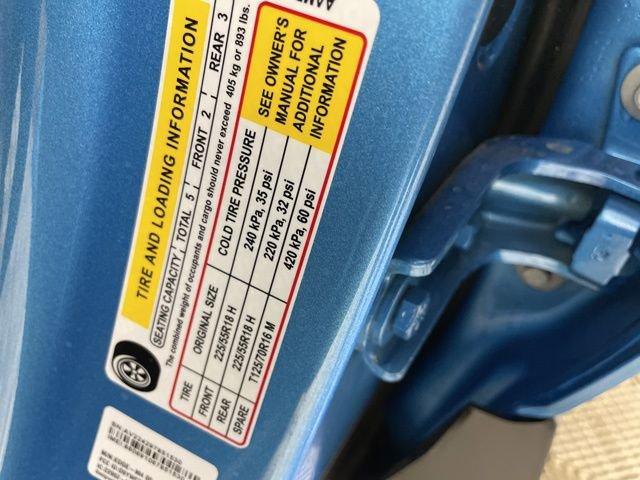 TIRE AND LOADING INFORMATION
SEATING CAPACITY TOTAL 5 FRONT 2 REAR 3
The combined weight of occupants and cargo should never exceed 405 kg or 893 lbs.
TIRE ORIGINAL SIZE COLD TIRE PRESSURE
FRONT 225/55R18 H 240 kPa, 35 psi
REAR 225/55R18 H 220 kPa, 32 psi
SPARE T125/70R16 M 420 kPa, 60 psi
SEE OWNER'S
MANUAL FOR
ADDITIONAL
INFORMATION